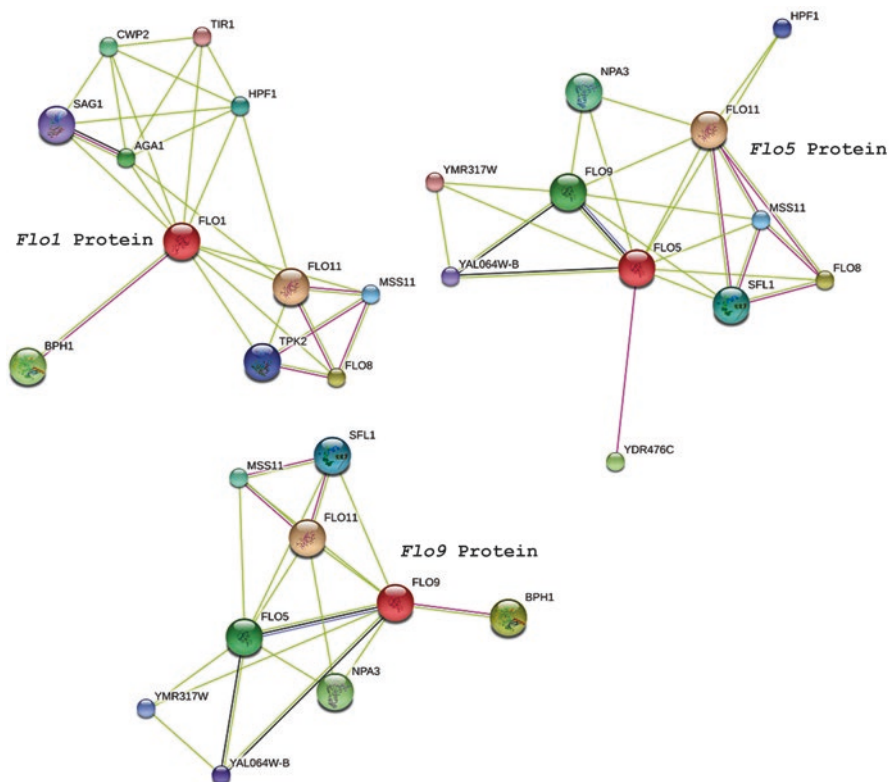 CWP2
TIR1
SAG1
HPF1
AGA1
Flo1 Protein
FLO1
FLO11
MSS11
TPK2
FLO8
BPH1
HPF1
NPA3
FLO11
Flo5 Protein
YMR317W
FLO9
MSS11
YAL064W-B
FLO5
SFL1
FLO8
YDR476C
SFL1
MSS11
FLO11
Flo9 Protein
FLO9
BPH1
FLO5
NPA3
YMR317W
YAL064W-B